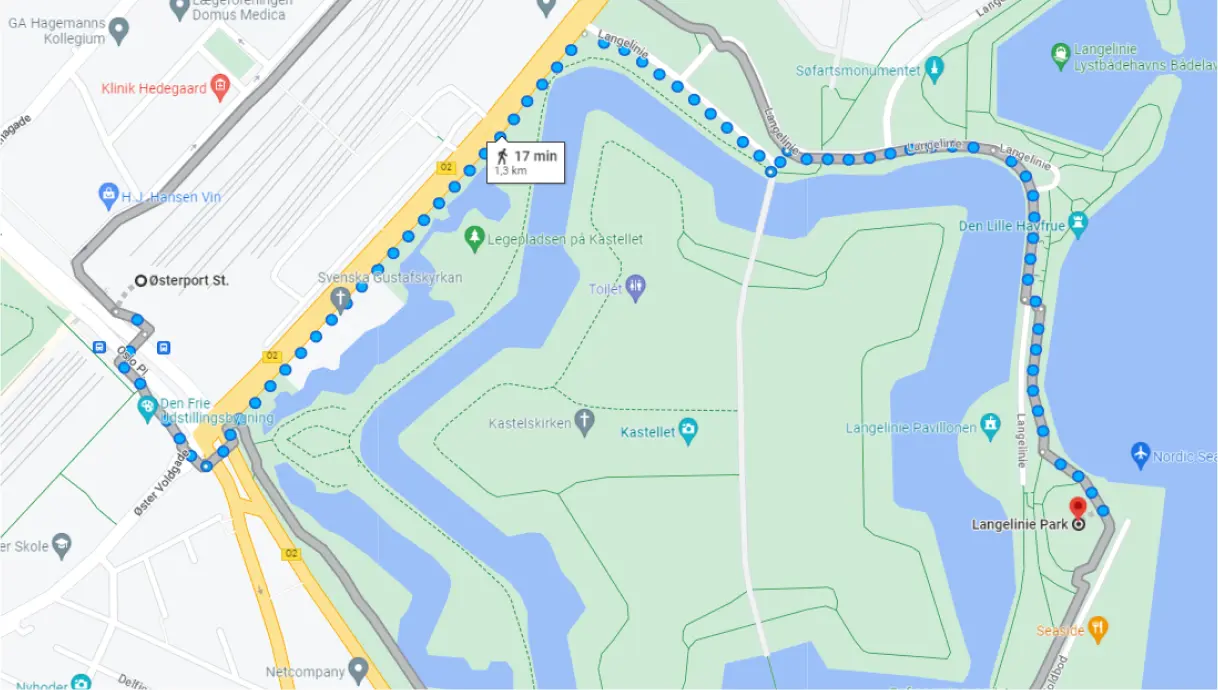 Lægeforeningen
Domus Medica
GA Hagemanns
Kollegium
Langelinie
Langelinie
Lystbådehavns Bådelav
Søfartsmonumentet
Klinik Hedegaard
Langelinie
Langelinie
Langelinie
17 min
1,3 km
O2
H.J. Hansen Vin
Den Lille Havfrue
Legepladsen på Kastellet
Østerport St.
Svenska Gustafskyrkan
Toilet
Oslo Pl.
O2
Den Frie
Udstillingsbygning
Kastelskirken
Kastellet
Langelinie Pavillonen
Langelinie
Nordic Sea
Øster Voldgade
Langelinie Park
er Skole
O2
Seaside
Netcompany
Nyboder